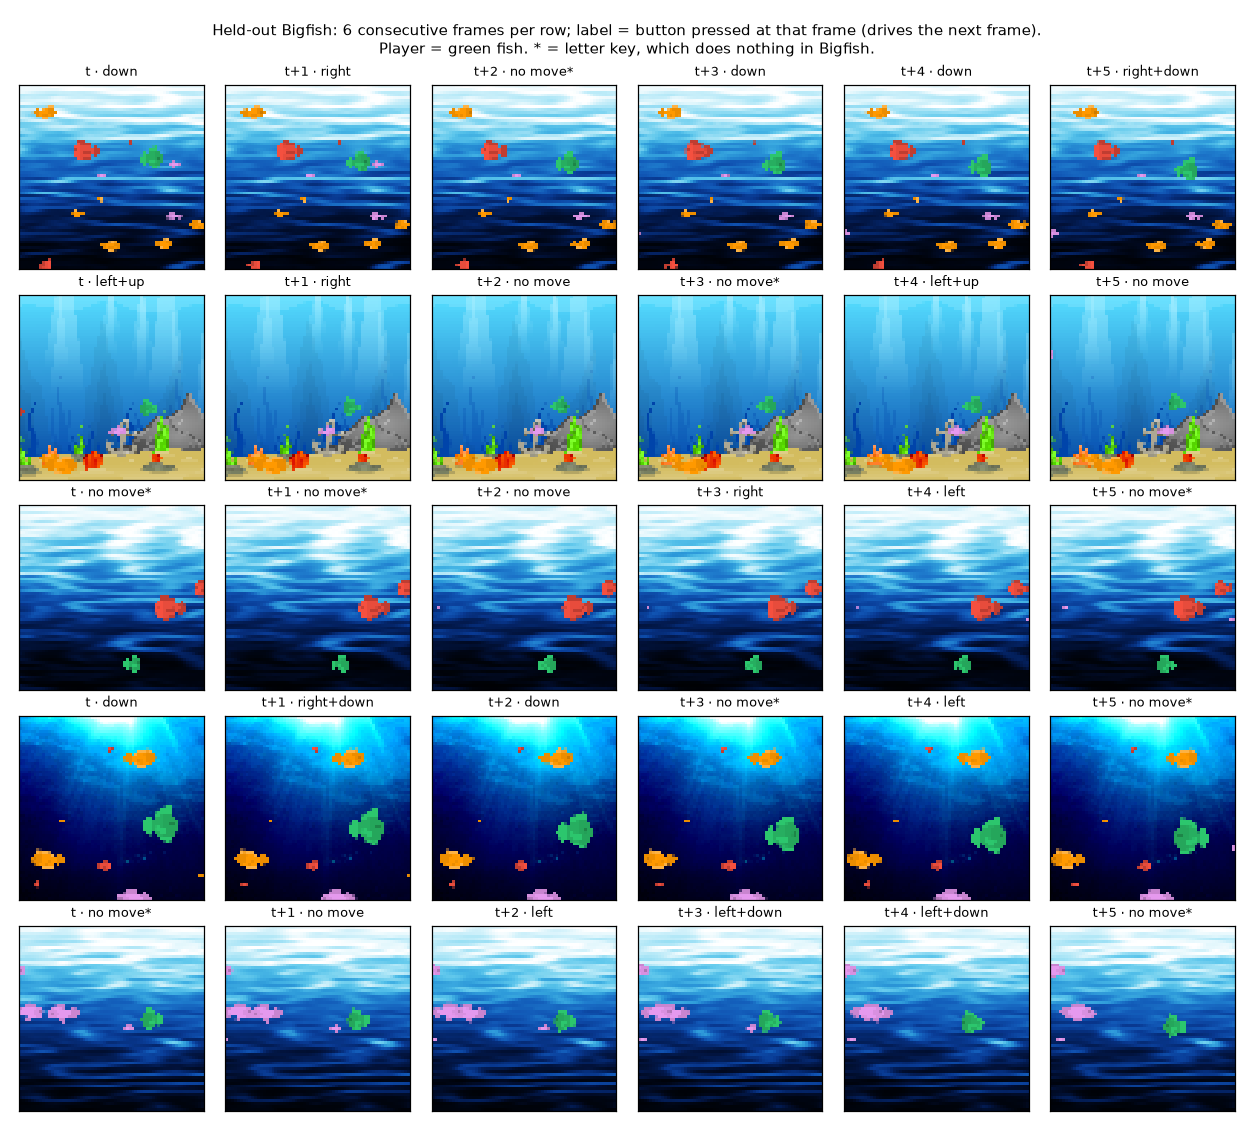 Held-out Bigfish: 6 consecutive frames per row; label = button pressed at that frame (drives the next frame).
Player = green fish. * = letter key, which does nothing in Bigfish.
t · down
t+1 · right
t+2 · no move*
t+3 · down
t+4 · down
t+5 · right+down
t · left+up
t+1 · right
t+2 · no move
t+3 · no move*
t+4 · left+up
t+5 · no move
t · no move*
t+1 · no move*
t+2 · no move
t+3 · right
t+4 · left
t+5 · no move*
t · down
t+1 · right+down
t+2 · down
t+3 · no move*
t+4 · left
t+5 · no move*
t · no move*
t+1 · no move
t+2 · left
t+3 · left+down
t+4 · left+down
t+5 · no move*